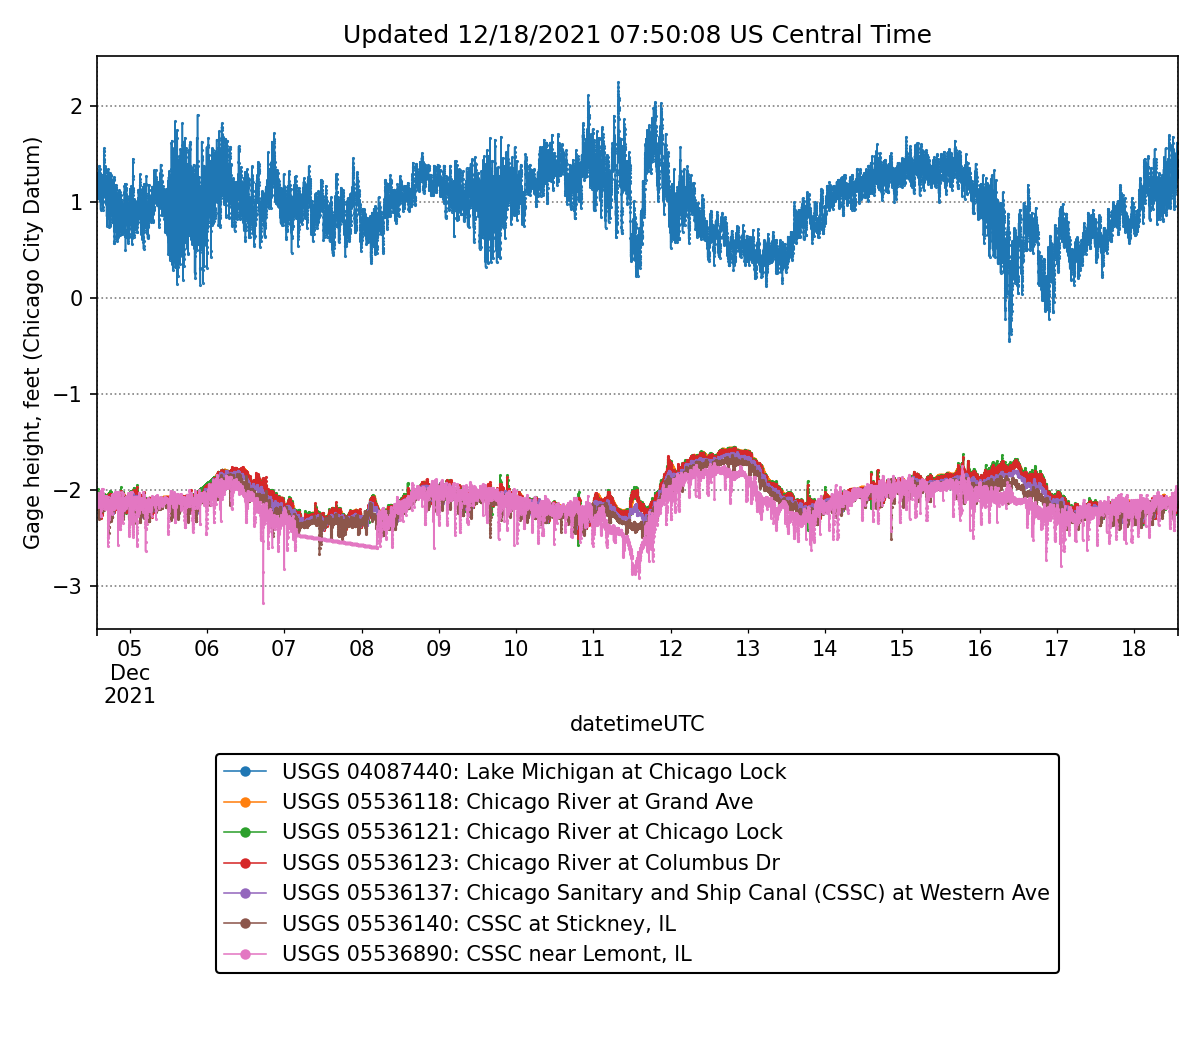 Updated 12/18/2021 07:50:08 US Central Time
Gage height, feet (Chicago City Datum)
2
1
0
−1
−2
−3
05 06 07 08 09 10 11 12 13 14 15 16 17 18
Dec
2021
datetimeUTC
USGS 04087440: Lake Michigan at Chicago Lock
USGS 05536118: Chicago River at Grand Ave
USGS 05536121: Chicago River at Chicago Lock
USGS 05536123: Chicago River at Columbus Dr
USGS 05536137: Chicago Sanitary and Ship Canal (CSSC) at Western Ave
USGS 05536140: CSSC at Stickney, IL
USGS 05536890: CSSC near Lemont, IL